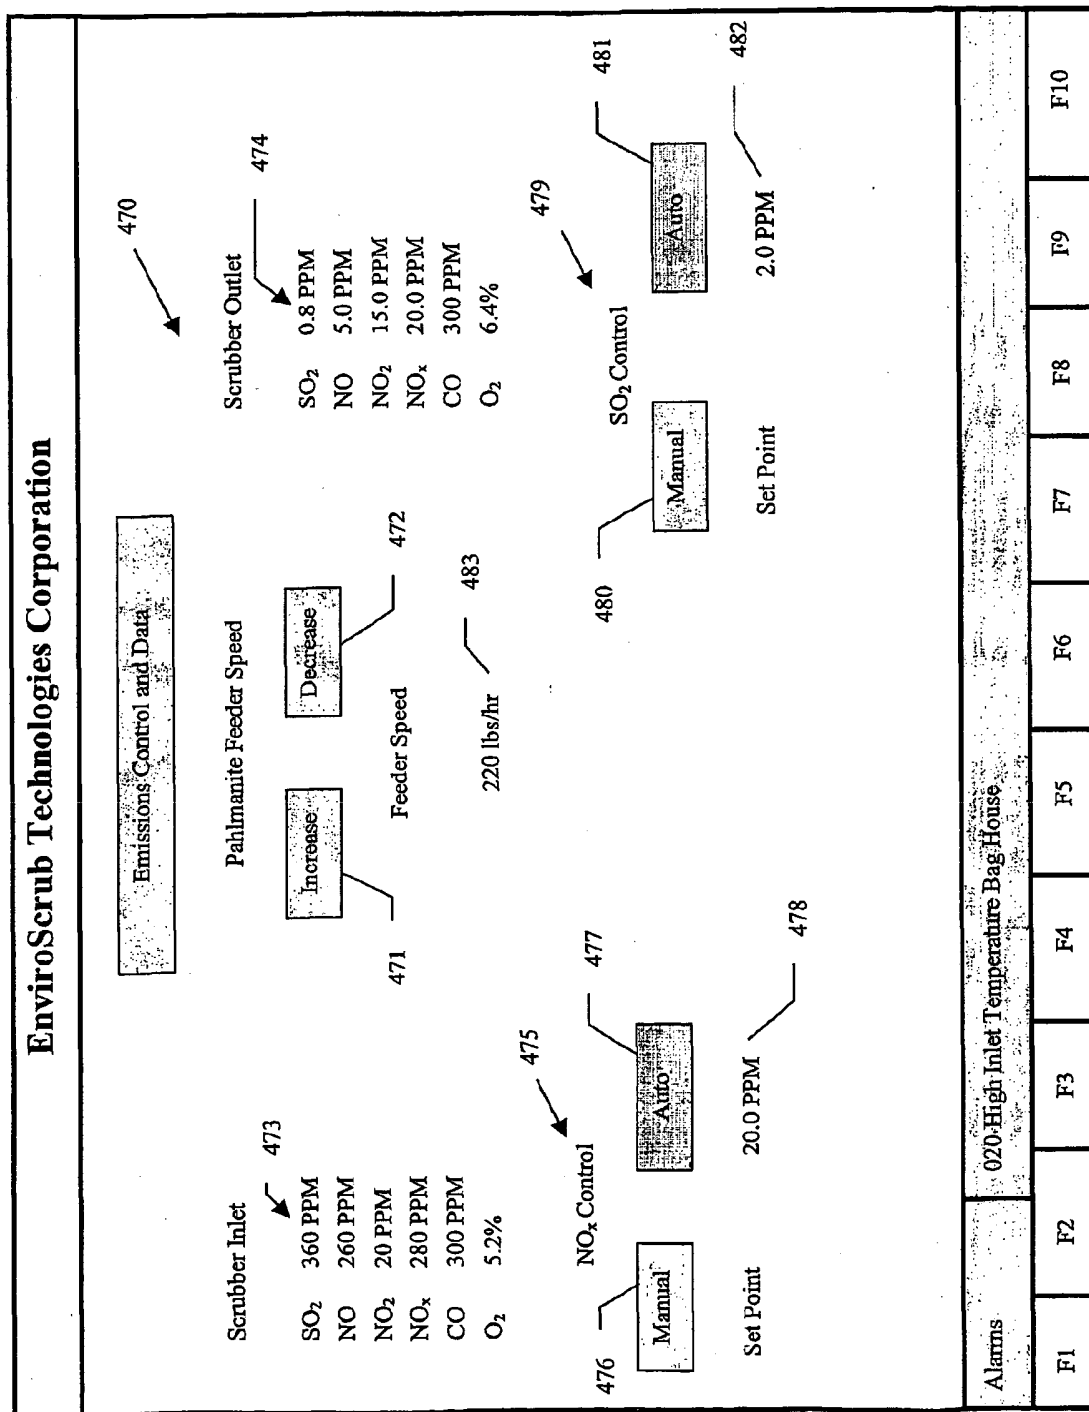 EnviroScrub Technologies Corporation
Emissions Control and Data
470
Scrubber Inlet
473
SO₂ 360 PPM
NO 260 PPM
NO₂ 20 PPM
NOₓ 280 PPM
CO 300 PPM
O₂ 5.2%
Pahlmanite Feeder Speed
Increase
Decrease
471
472
Feeder Speed
220 lbs/hr
483
Scrubber Outlet
474
SO₂ 0.8 PPM
NO 5.0 PPM
NO₂ 15.0 PPM
NOₓ 20.0 PPM
CO 300 PPM
O₂ 6.4%
NOₓ Control
475
476
Manual
Auto
477
Set Point
20.0 PPM
478
SO₂ Control
479
480
Manual
Auto
481
Set Point
2.0 PPM
482
Alarms
020-High Inlet Temperature Bag House
F1 F2 F3 F4 F5 F6 F7 F8 F9 F10